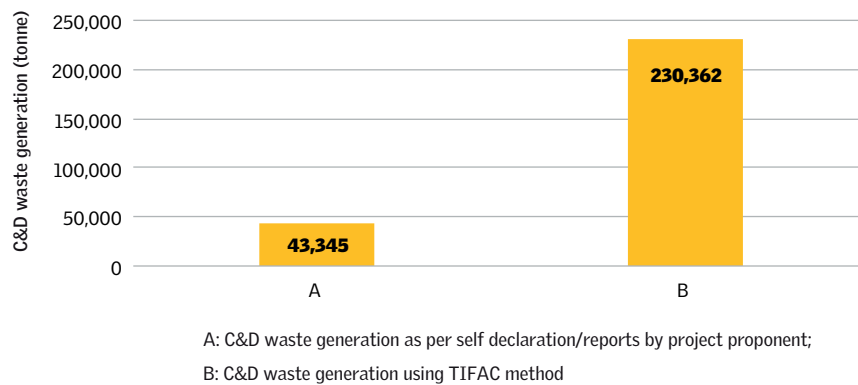 C&D waste generation (tonne)
250,000
200,000
150,000
100,000
50,000
0
43,345
230,362
A
B
A: C&D waste generation as per self declaration/reports by project proponent;
B: C&D waste generation using TIFAC method